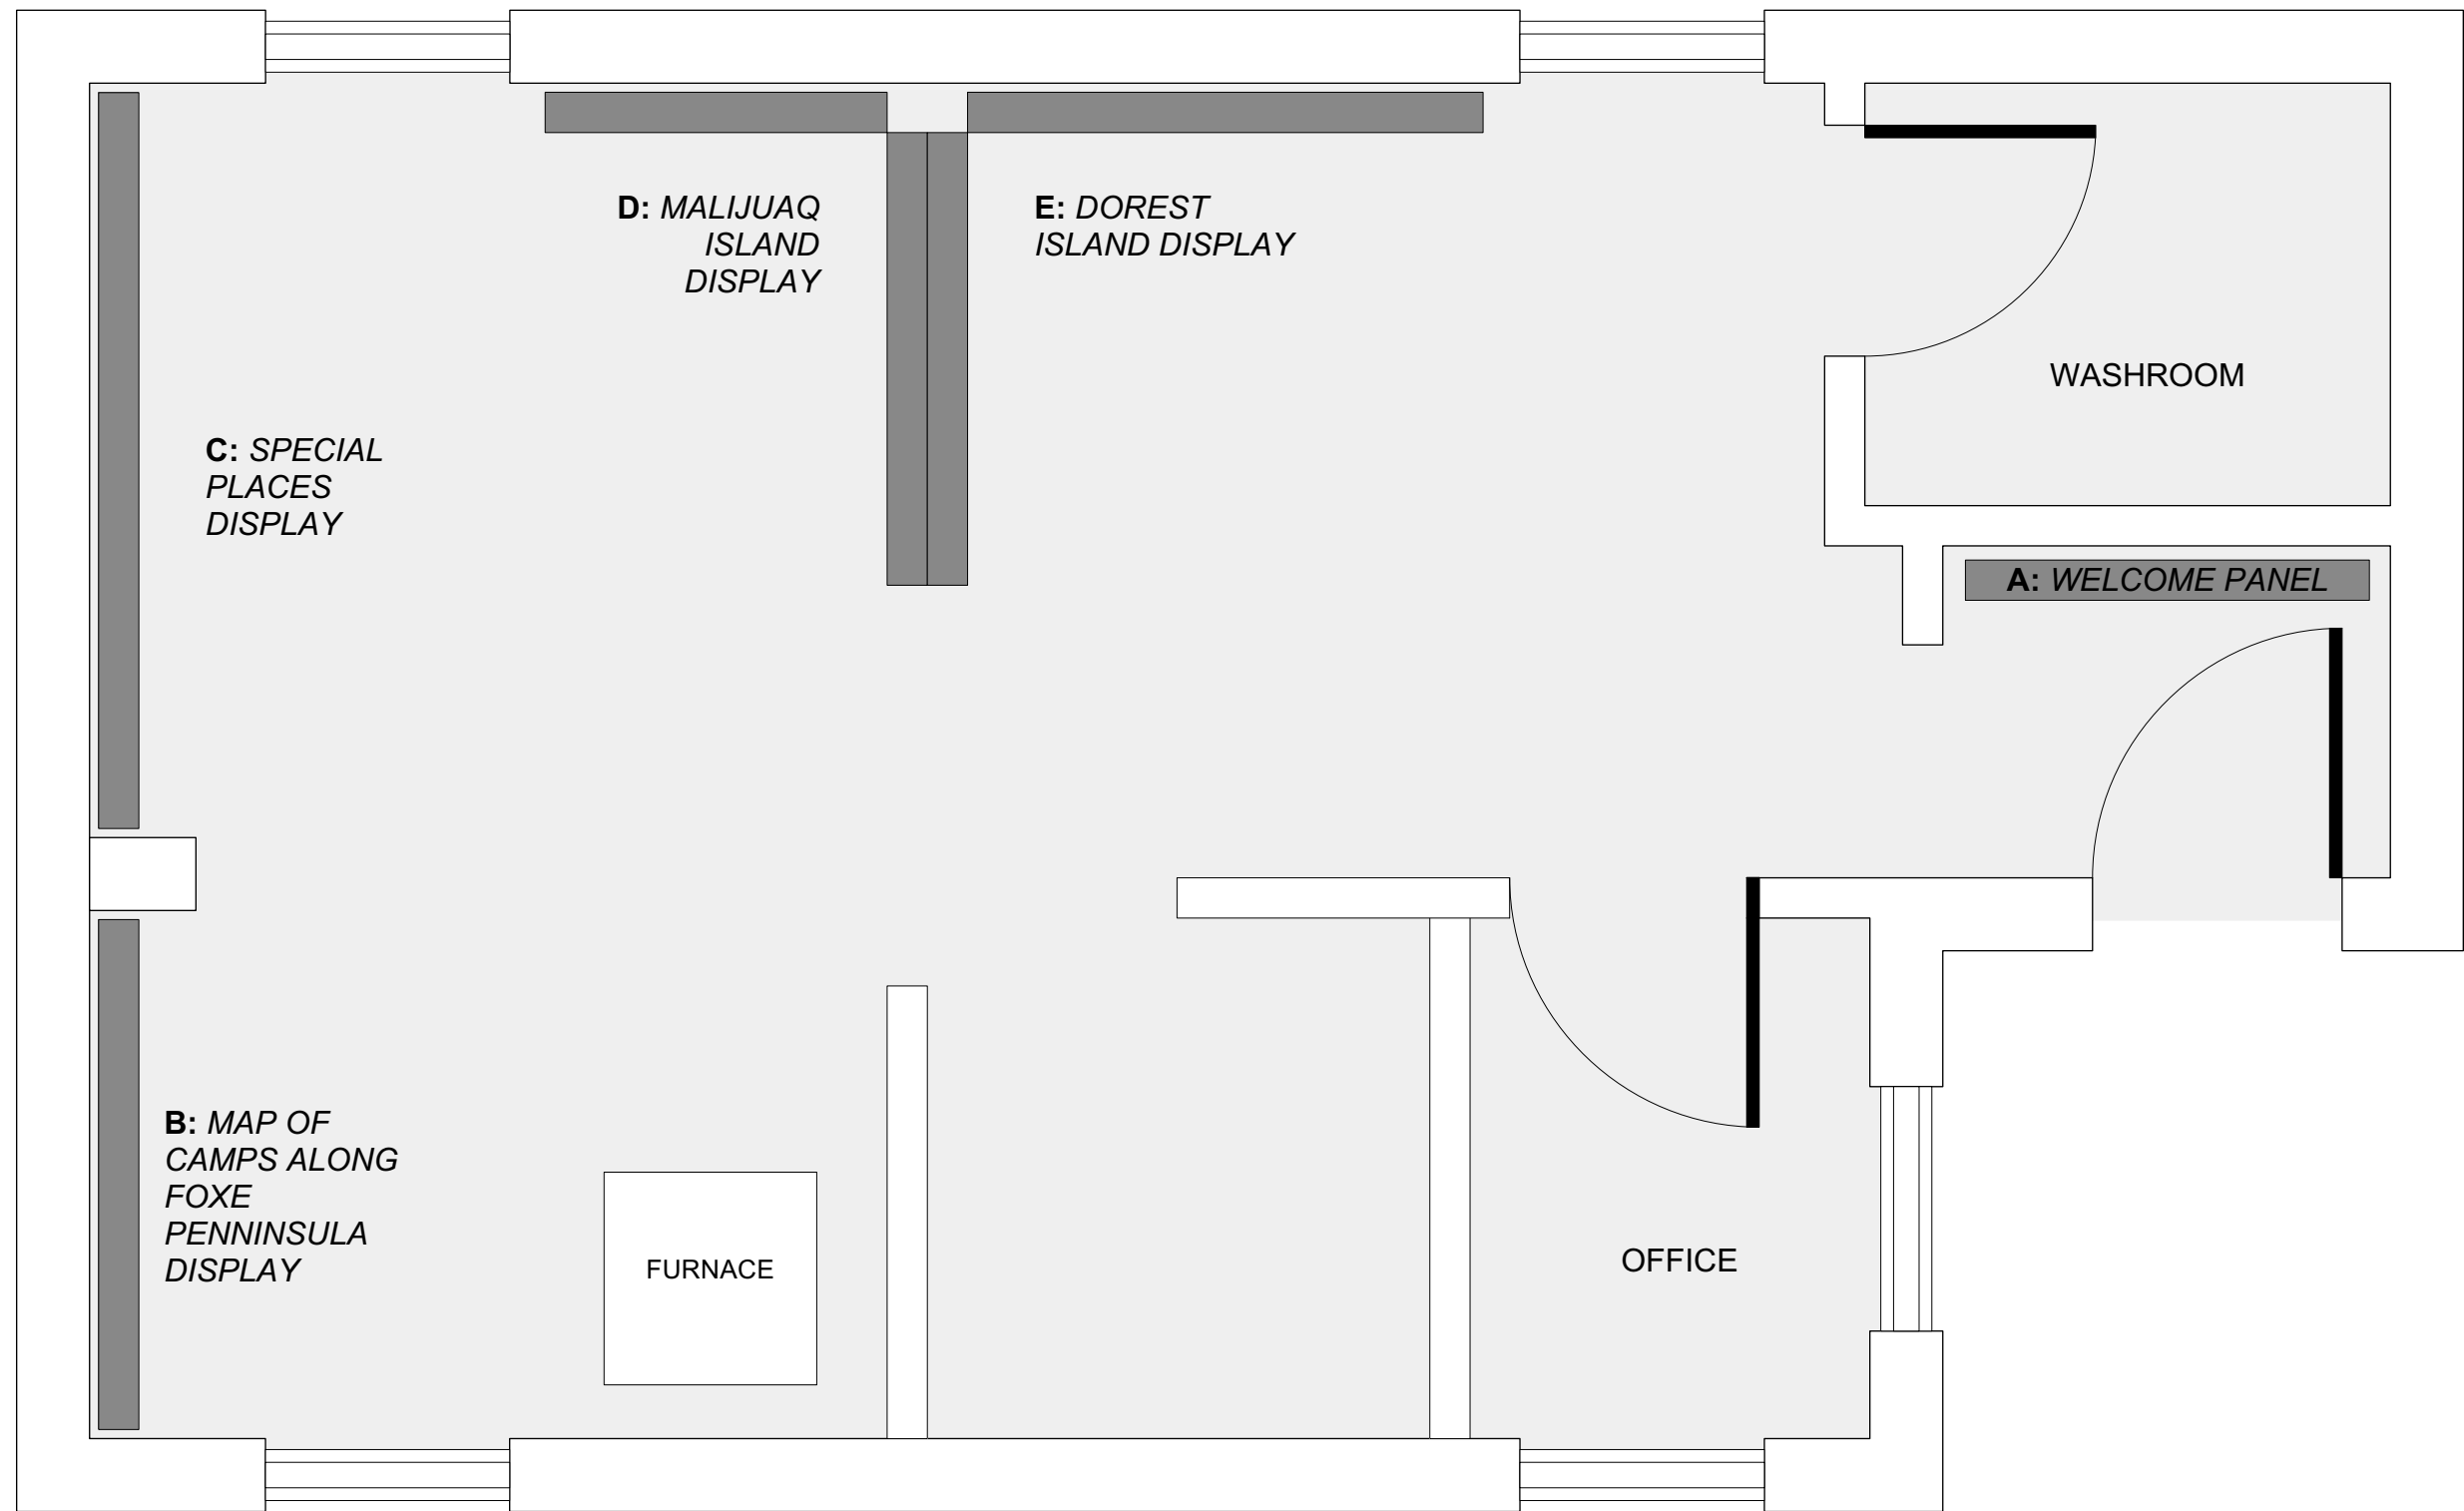 D: MALIJUAQ
ISLAND
DISPLAY
E: DOREST
ISLAND DISPLAY
WASHROOM
C: SPECIAL
PLACES
DISPLAY
A: WELCOME PANEL
B: MAP OF
CAMPS ALONG
FOXE
PENNINSULA
DISPLAY
FURNACE
OFFICE